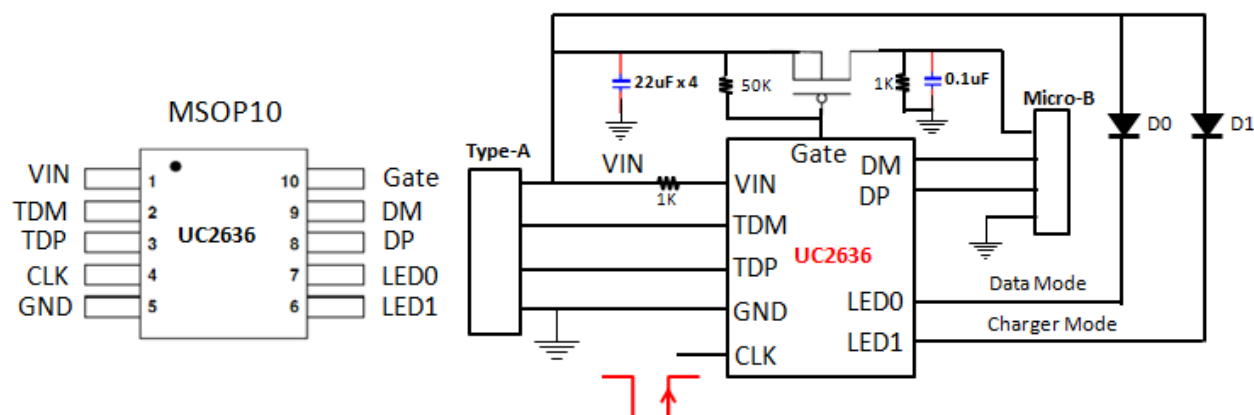 MSOP10
VIN 1 10 Gate
TDM 2 9 DM
TDP 3 UC2636 8 DP
CLK 4 7 LED0
GND 5 6 LED1
22uF x 4
50K
1K
0.1uF
Micro-B
D0
D1
Type-A
VIN
1K
Gate
VIN
DM
DP
TDM
UC2636
TDP
GND
LED0
LED1
CLK
Data Mode
Charger Mode